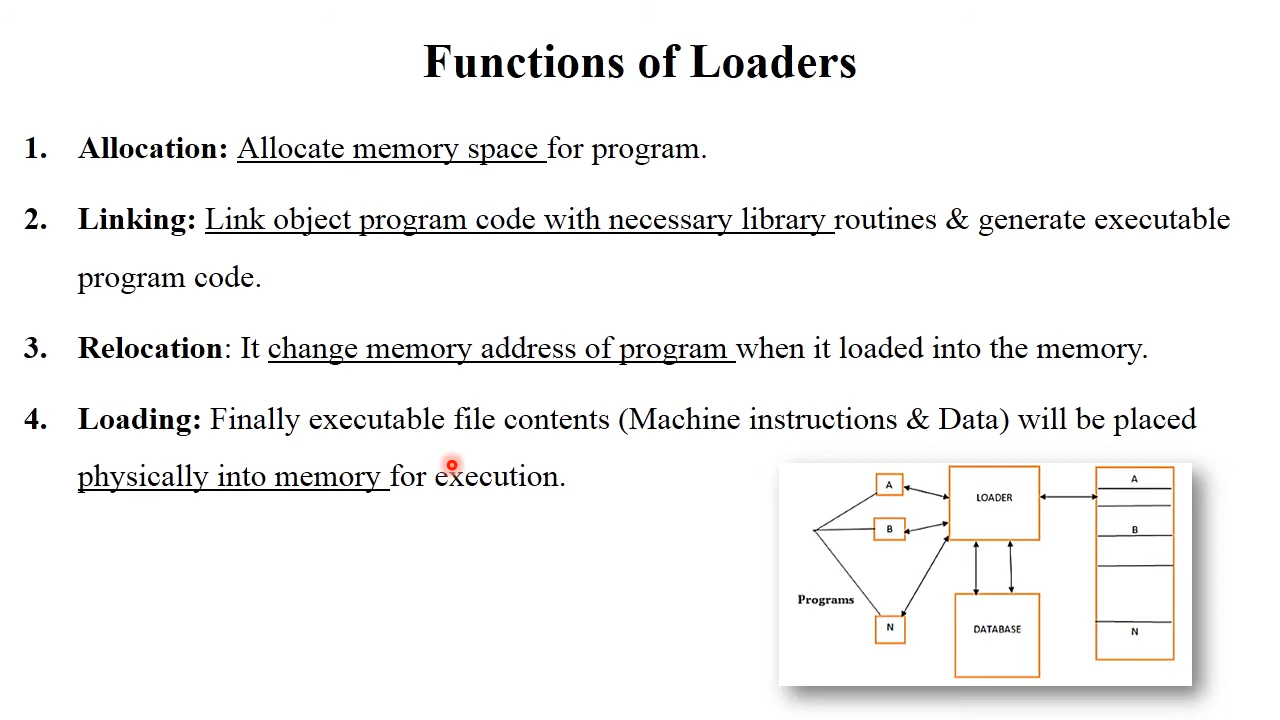 Functions of Loaders
1. Allocation: Allocate memory space for program.
2. Linking: Link object program code with necessary library routines & generate executable
program code.
3. Relocation: It change memory address of program when it loaded into the memory.
4. Loading: Finally executable file contents (Machine instructions & Data) will be placed
physically into memory for execution.
A
B
N
Programs
LOADER
DATABASE
A
B
N